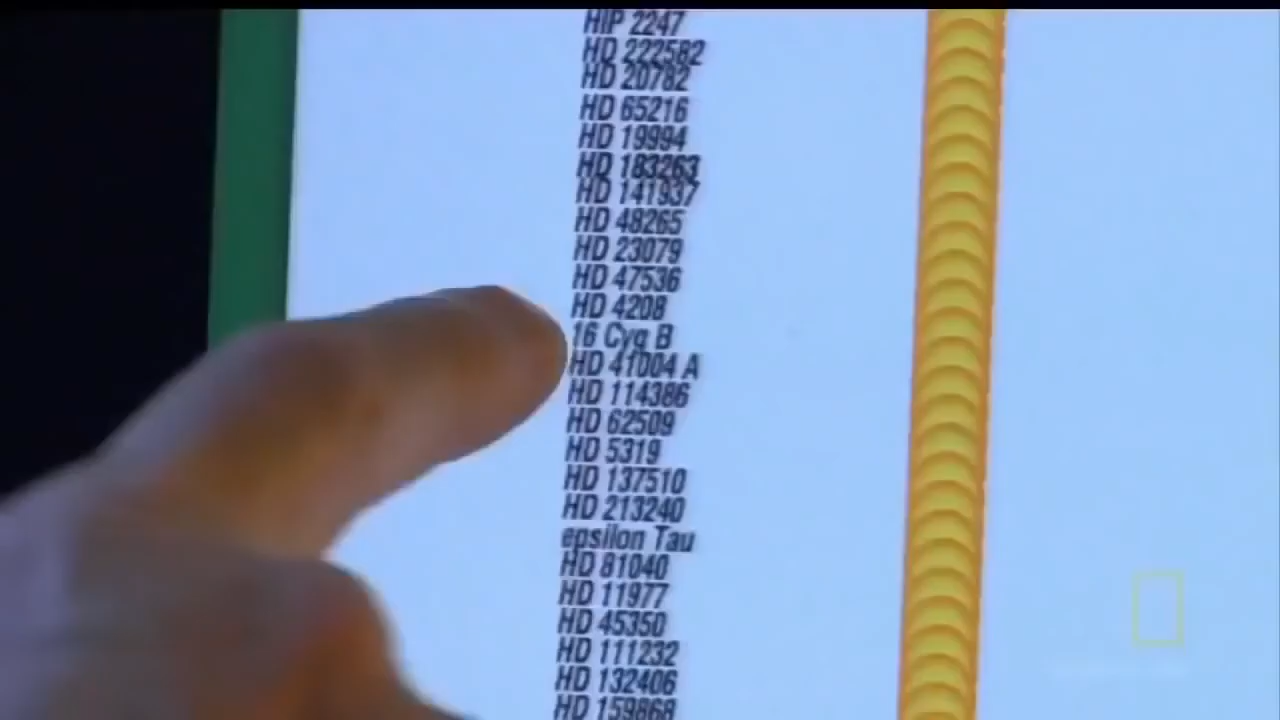 HIP 2247
HD 222582
HD 20782
HD 65216
HD 19994
HD 183263
HD 141937
HD 48265
HD 23079
HD 47536
HD 4208
16 Cyg B
HD 41004 A
HD 114386
HD 62509
HD 5319
HD 137510
HD 213240
epsilon Tau
HD 81040
HD 11977
HD 45350
HD 111232
HD 132406
HD 159868